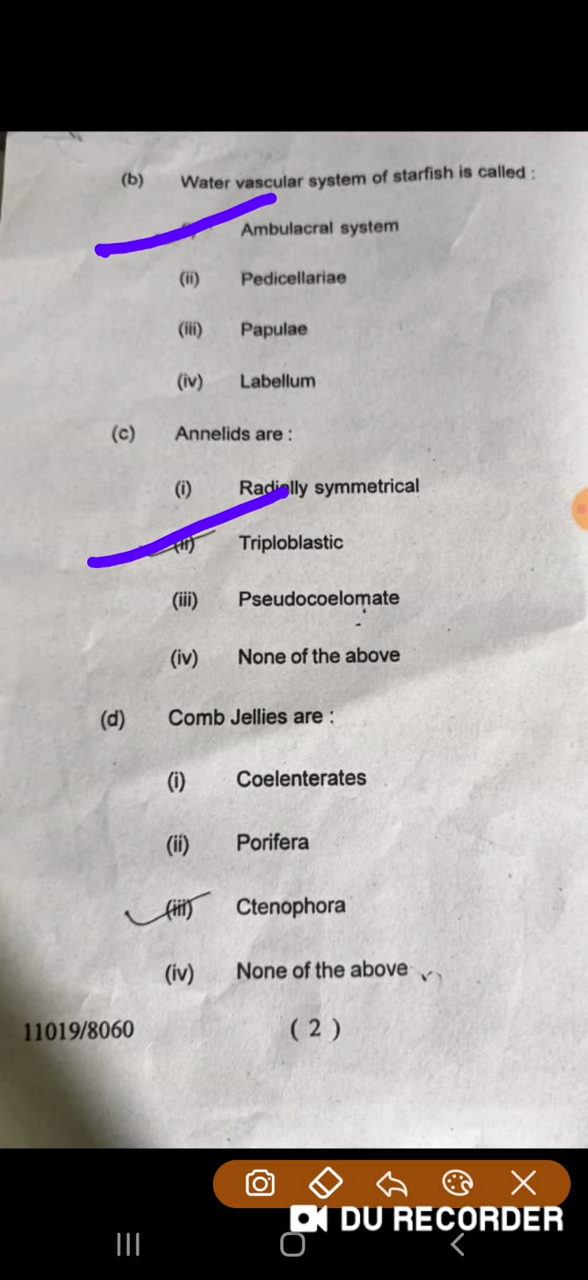 (b) Water vascular system of starfish is called :
Ambulacral system
(ii) Pedicellariae
(iii) Papulae
(iv) Labellum
(c) Annelids are :
(i) Radially symmetrical
(ii) Triploblastic
(iii) Pseudocoelomate
(iv) None of the above
(d) Comb Jellies are :
(i) Coelenterates
(ii) Porifera
(iii) Ctenophora
(iv) None of the above
11019/8060 ( 2 )
DU RECORDER